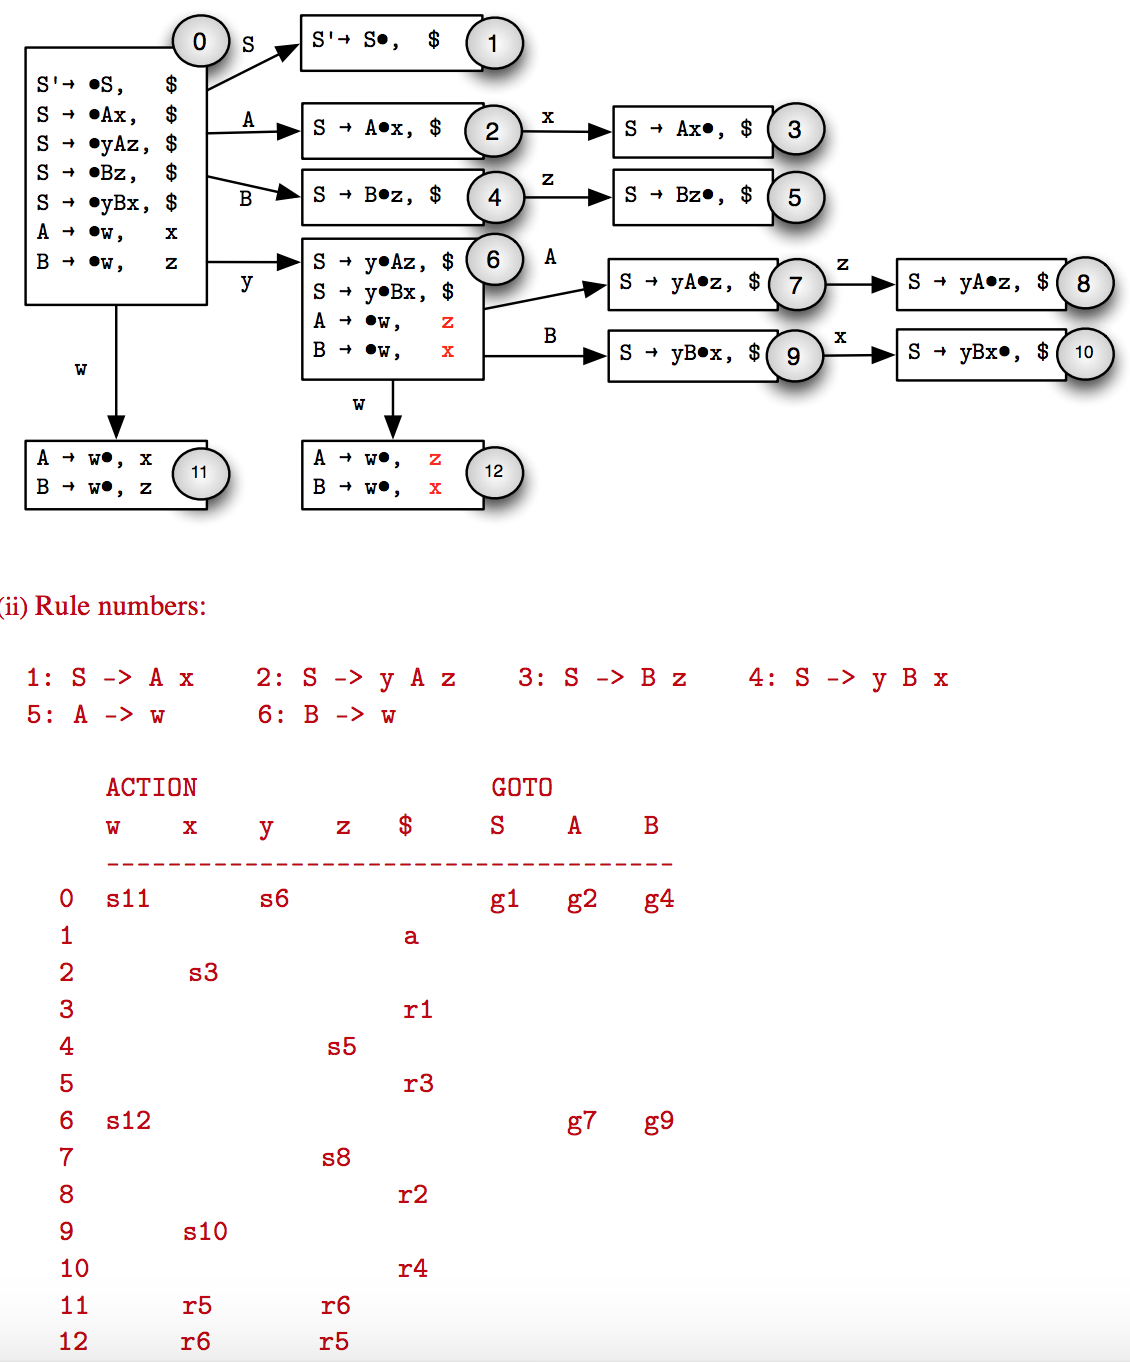 0 S S'→ S●, $ 1
S'→ ●S, $
S → ●Ax, $
S → ●yAz, $
S → ●Bz, $
S → ●yBx, $
A → ●w, x
B → ●w, z
A S → A●x, $ 2 x S → Ax●, $ 3
B S → B●z, $ 4 z S → Bz●, $ 5
y
S → y●Az, $ 6
S → y●Bx, $
A → ●w, z
B → ●w, x
A S → yA●z, $ 7 z S → yA●z, $ 8
B S → yB●x, $ 9 x S → yBx●, $ 10
w
w
A → w●, x
B → w●, z
11
A → w●, z
B → w●, x
12
(ii) Rule numbers:
1: S -> A x 2: S -> y A z 3: S -> B z 4: S -> y B x
5: A -> w 6: B -> w
ACTION GOTO
w x y z $ S A B
-------------------------------------
0 s11 s6 g1 g2 g4
1 a
2 s3
3 r1
4 s5
5 r3
6 s12 g7 g9
7 s8
8 r2
9 s10
10 r4
11 r5 r6
12 r6 r5